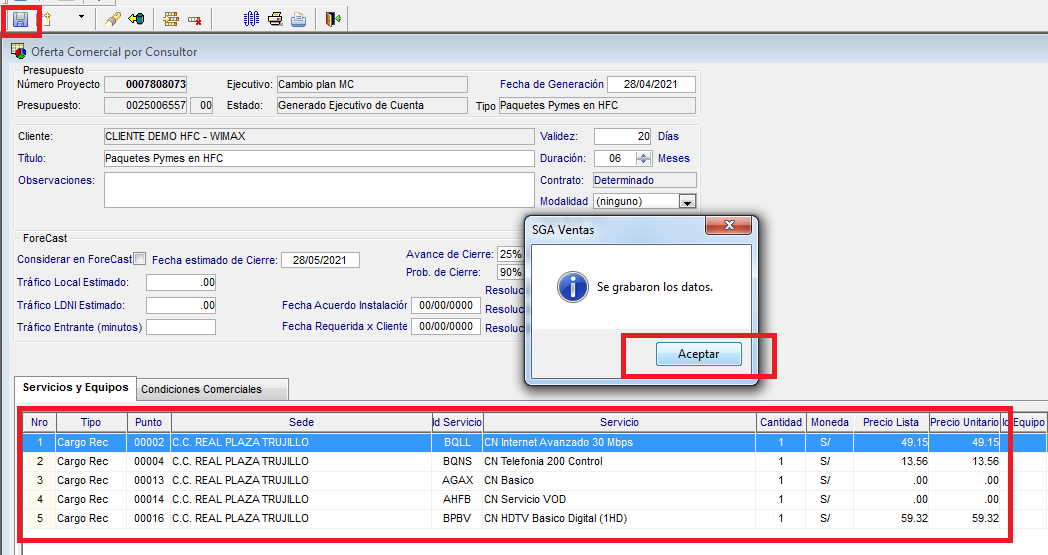 Oferta Comercial por Consultor
Presupuesto
Número Proyecto 0007808073 Ejecutivo: Cambio plan MC Fecha de Generación 28/04/2021
Presupuesto: 0025006557 00 Estado: Generado Ejecutivo de Cuenta Tipo Paquetes Pymes en HFC
Cliente: CLIENTE DEMO HFC - WIMAX Validez: 20 Días
Título: Paquetes Pymes en HFC Duración: 06 Meses
Observaciones: Contrato: Determinado
Modalidad (ninguno)
SGA Ventas
Se grabaron los datos.
Aceptar
ForeCast
Considerar en ForeCast Fecha estimado de Cierre: 28/05/2021 Avance de Cierre: 25%
Prob. de Cierre: 90%
Tráfico Local Estimado: .00 Resoluc
Tráfico LDNI Estimado: .00 Fecha Acuerdo Instalación 00/00/0000 Resoluc
Tráfico Entrante (minutos) Fecha Requerida x Cliente 00/00/0000 Resoluc
Servicios y Equipos Condiciones Comerciales
Nro Tipo Punto Sede Id Servicio Servicio Cantidad Moneda Precio Lista Precio Unitario Id Equipo
1 Cargo Rec 00002 C.C. REAL PLAZA TRUJILLO BQLL CN Internet Avanzado 30 Mbps 1 S/ 49.15 49.15
2 Cargo Rec 00004 C.C. REAL PLAZA TRUJILLO BQNS CN Telefonia 200 Control 1 S/ 13.56 13.56
3 Cargo Rec 00013 C.C. REAL PLAZA TRUJILLO AGAX CN Basico 1 S/ .00 .00
4 Cargo Rec 00014 C.C. REAL PLAZA TRUJILLO AHFB CN Servicio VOD 1 S/ .00 .00
5 Cargo Rec 00016 C.C. REAL PLAZA TRUJILLO BPBV CN HDTV Basico Digital (1HD) 1 S/ 59.32 59.32